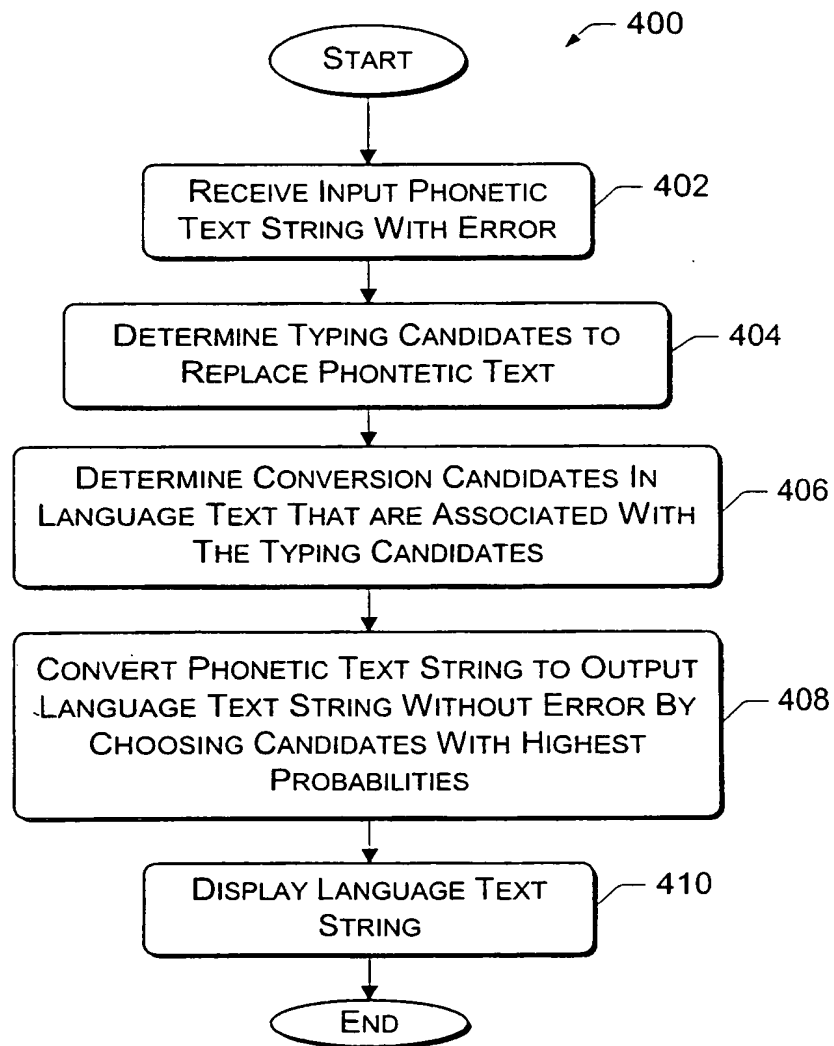 400
START
RECEIVE INPUT PHONETIC
TEXT STRING WITH ERROR
402
DETERMINE TYPING CANDIDATES TO
REPLACE PHONTETIC TEXT
404
DETERMINE CONVERSION CANDIDATES IN
LANGUAGE TEXT THAT ARE ASSOCIATED WITH
THE TYPING CANDIDATES
406
CONVERT PHONETIC TEXT STRING TO OUTPUT
LANGUAGE TEXT STRING WITHOUT ERROR BY
CHOOSING CANDIDATES WITH HIGHEST
PROBABILITIES
408
DISPLAY LANGUAGE TEXT
STRING
410
END